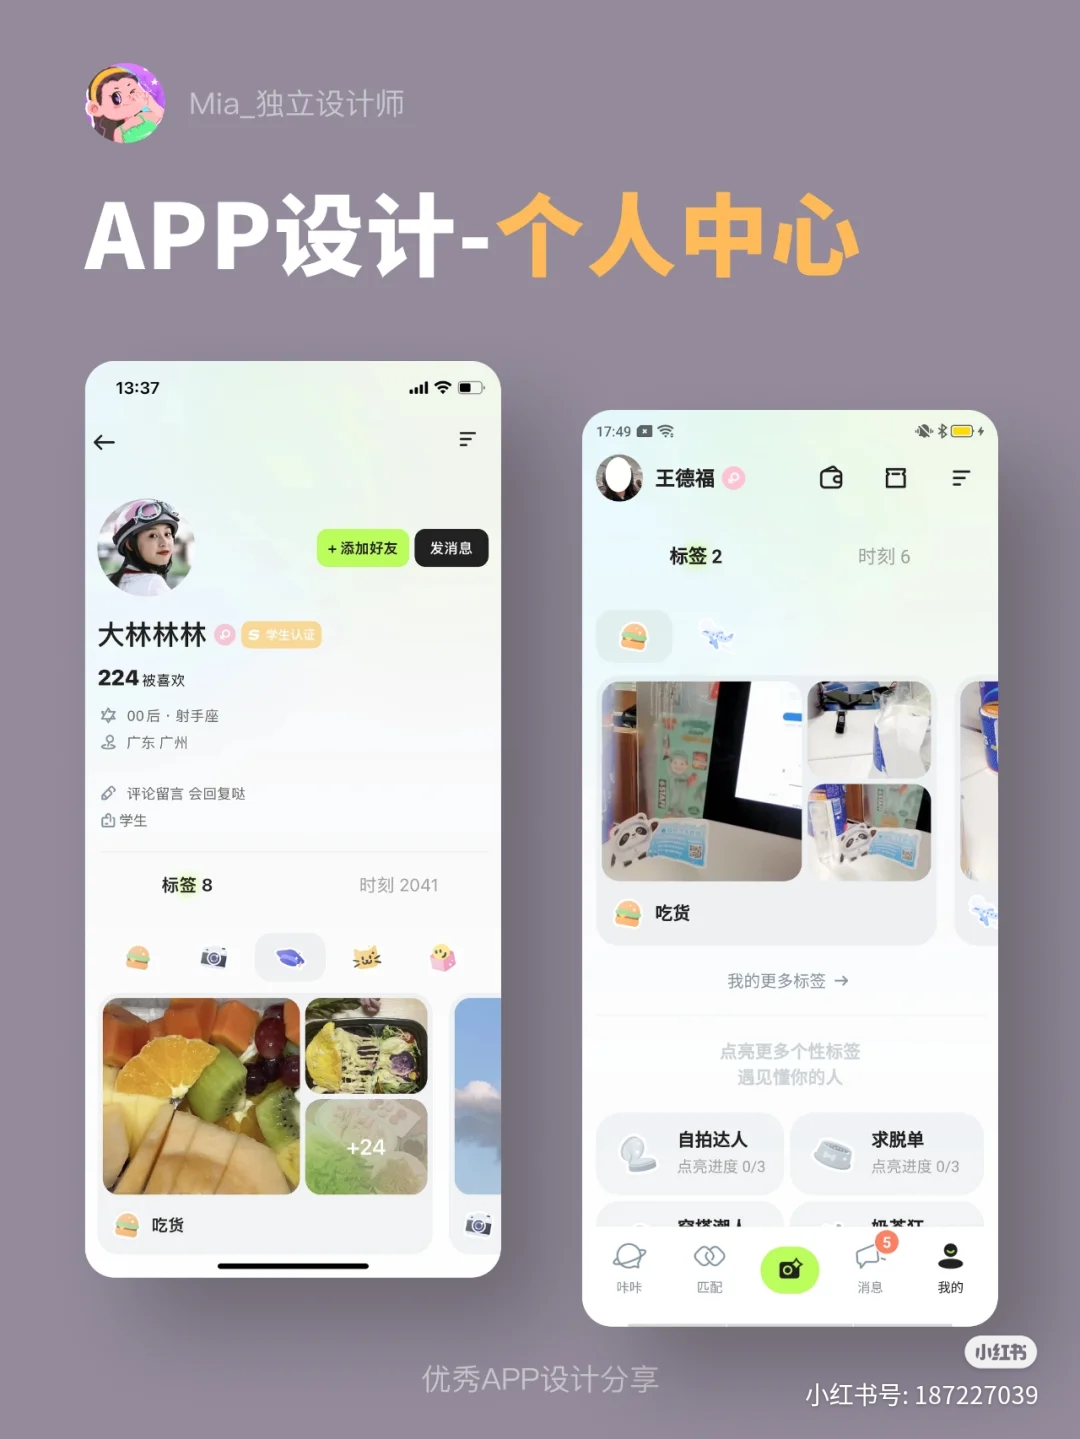 Mia_独立设计师
APP设计-个人中心
13:37
+ 添加好友
发消息
大林林林
学生认证
224 被喜欢
00后 · 射手座
广东 广州
评论留言 会回复哒
学生
标签 8
时刻 2041
+24
吃货
17:49
王德福
标签 2
时刻 6
吃货
我的更多标签 →
点亮更多个性标签
遇见懂你的人
自拍达人
点亮进度 0/3
求脱单
点亮进度 0/3
咔咔
匹配
5
消息
我的
优秀APP设计分享
小红书
小红书号: 187227039